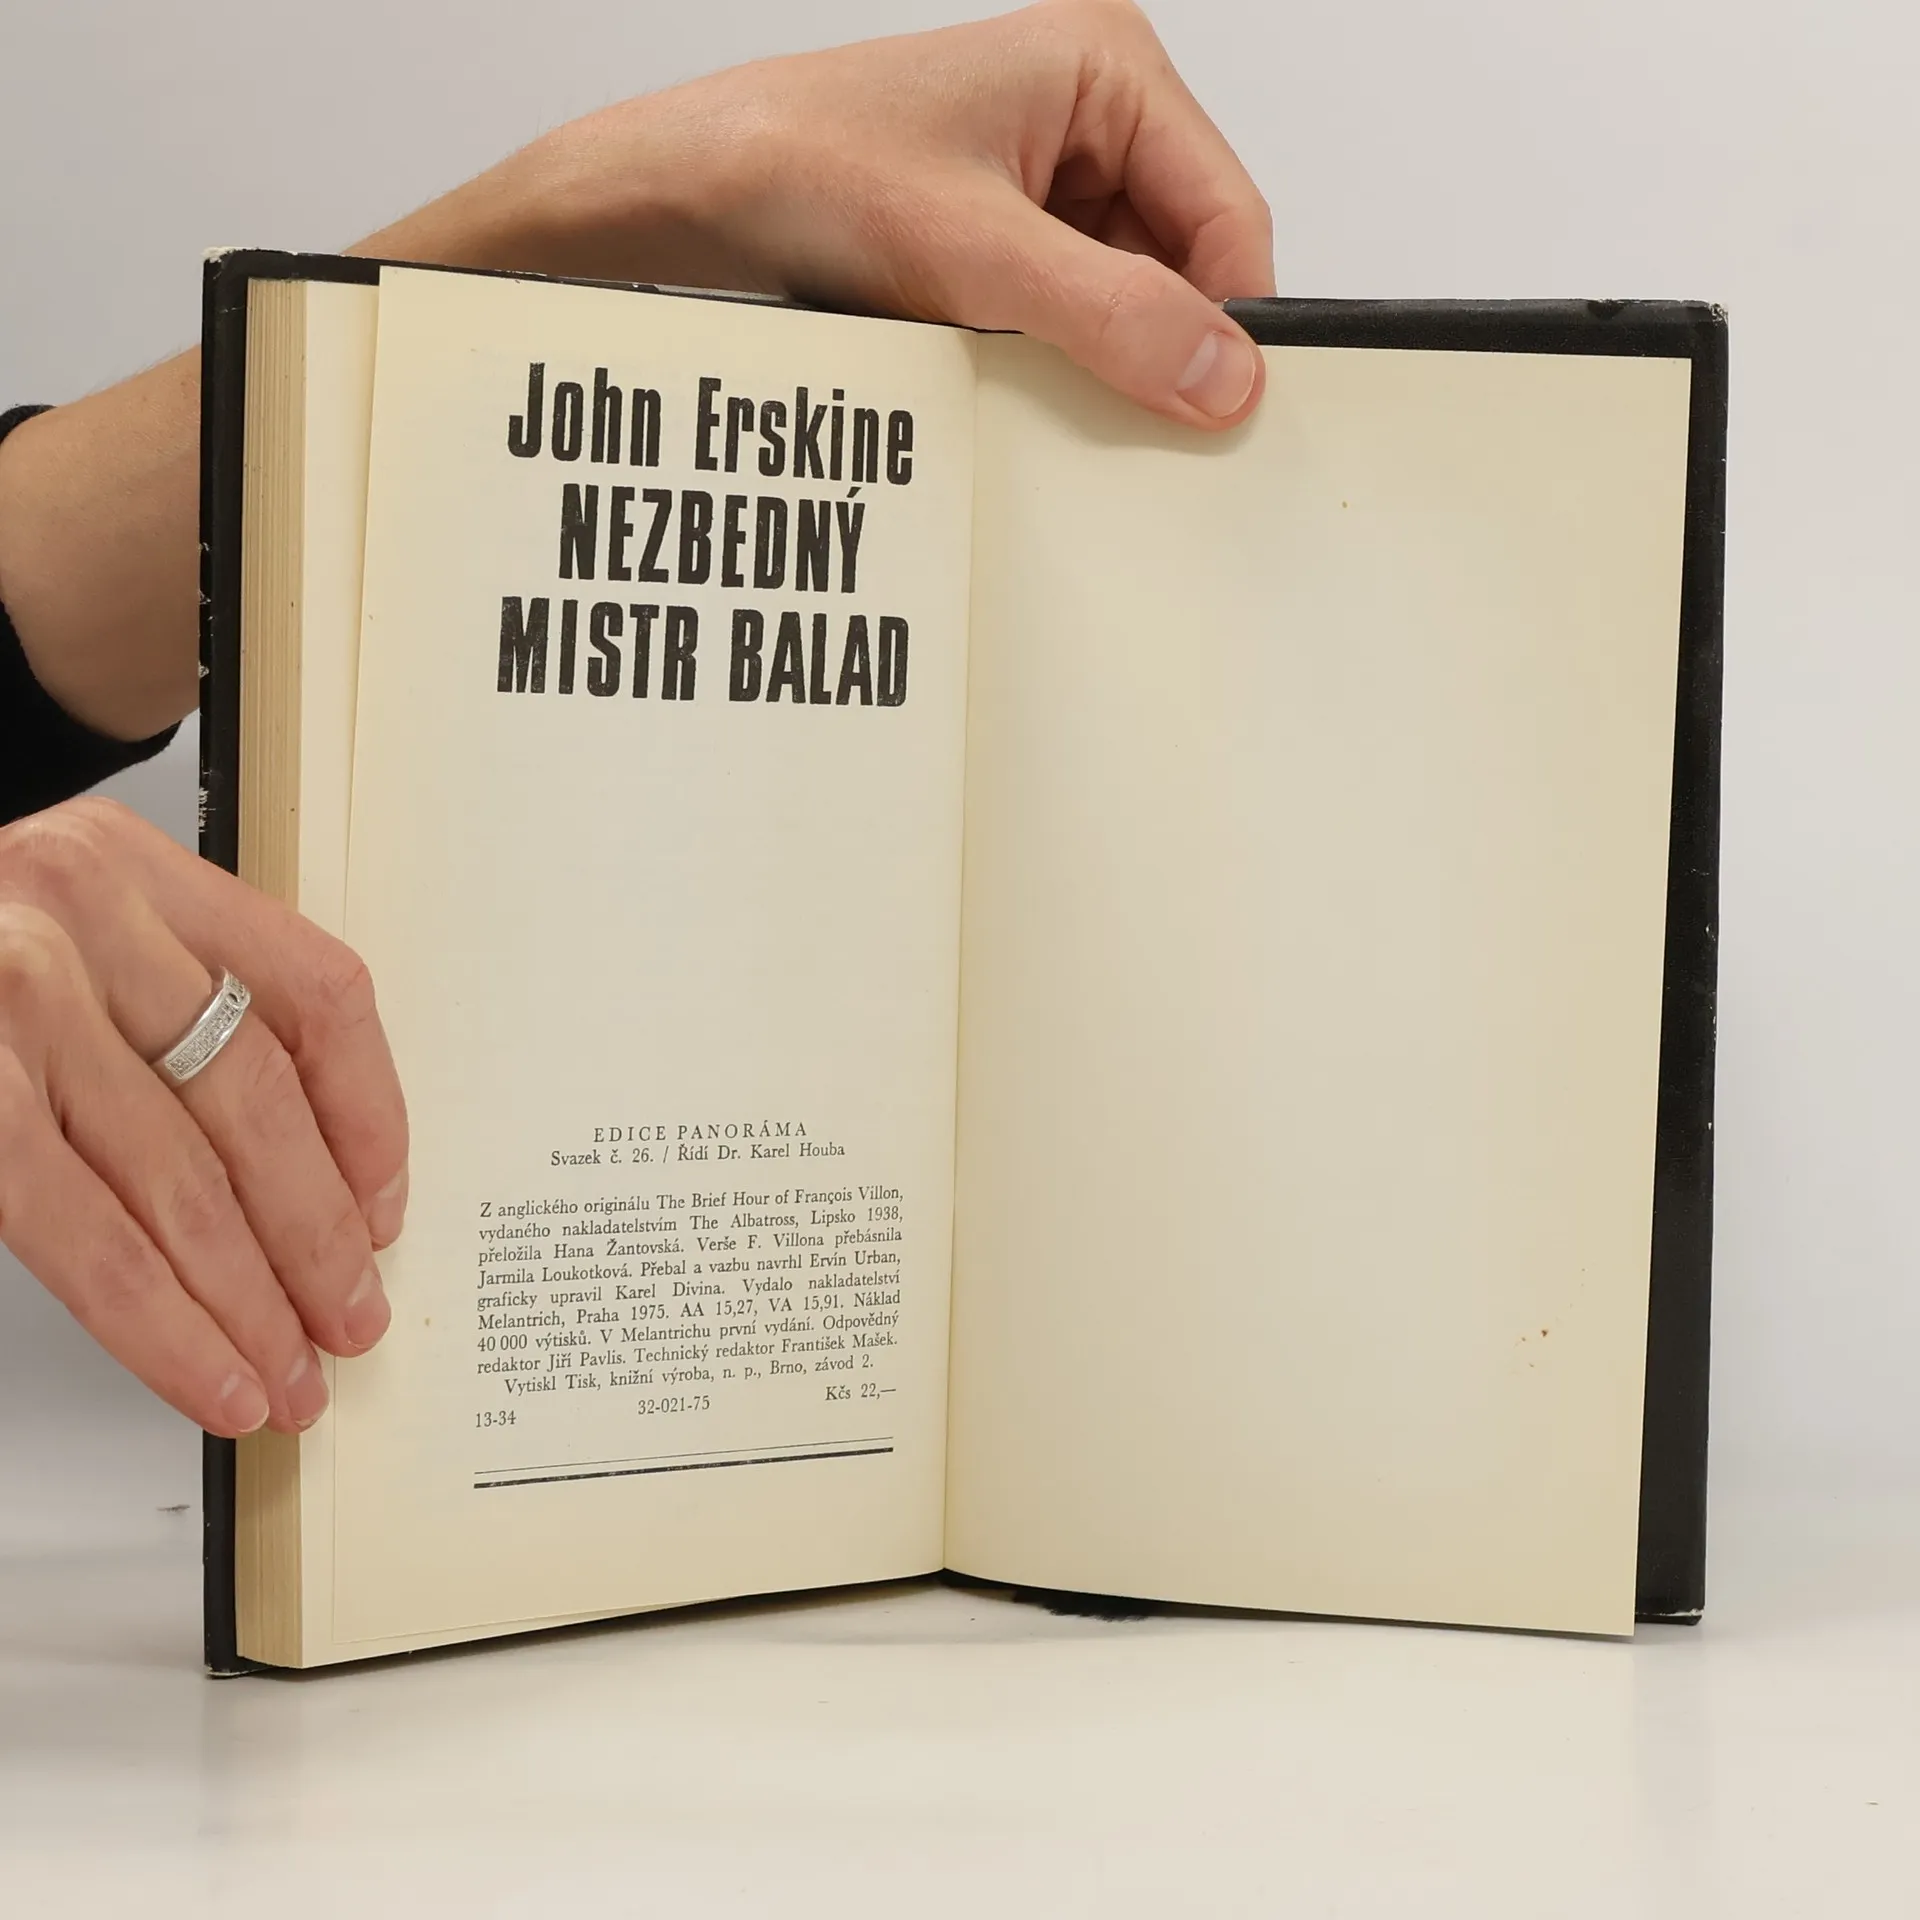 John Erskine
NEZBEDNÝ
MISTR BALAD
EDICE PANORÁMA
Svazek č. 26. / Řídí Dr. Karel Houba
Z anglického originálu The Brief Hour of François Villon,
vydaného nakladatelstvím The Albatross, Lipsko 1938,
přeložila Hana Žantovská. Verše F. Villona přebásnila
Jarmila Loukotková. Přebal a vazbu navrhl Ervín Urban,
graficky upravil Karel Divina. Vydalo nakladatelství
Melantrich, Praha 1975. AA 15,27, VA 15,91. Náklad
40 000 výtisků. V Melantrichu první vydání. Odpovědný
redaktor Jiří Pavlis. Technický redaktor František Mašek.
Vytiskl Tisk, knižní výroba, n. p., Brno, závod 2.
13-34 32-021-75 Kčs 22,—